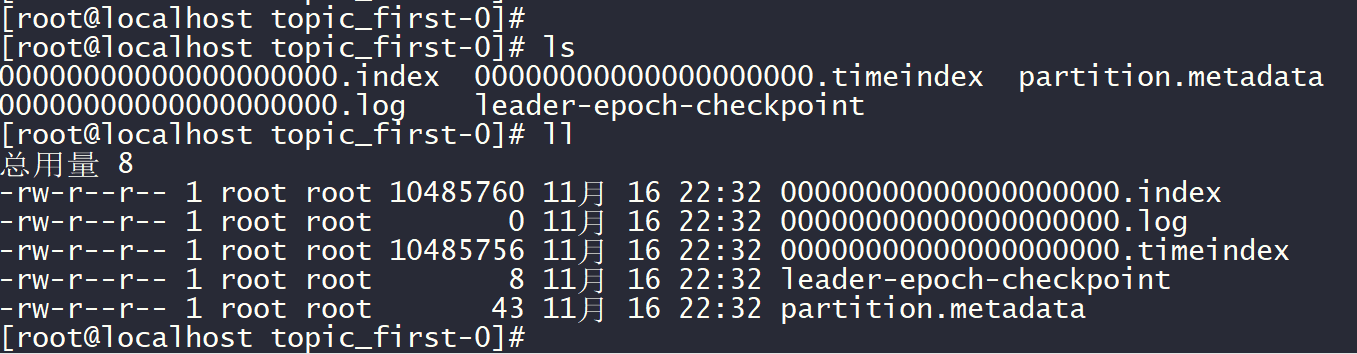 [root@localhost topic_first-0]#
[root@localhost topic_first-0]# ls
00000000000000000000.index  00000000000000000000.timeindex  partition.metadata
00000000000000000000.log    leader-epoch-checkpoint
[root@localhost topic_first-0]# ll
总用量 8
-rw-r--r-- 1 root root 10485760 11月 16 22:32 00000000000000000000.index
-rw-r--r-- 1 root root        0 11月 16 22:32 00000000000000000000.log
-rw-r--r-- 1 root root 10485756 11月 16 22:32 00000000000000000000.timeindex
-rw-r--r-- 1 root root        8 11月 16 22:32 leader-epoch-checkpoint
-rw-r--r-- 1 root root       43 11月 16 22:32 partition.metadata
[root@localhost topic_first-0]#